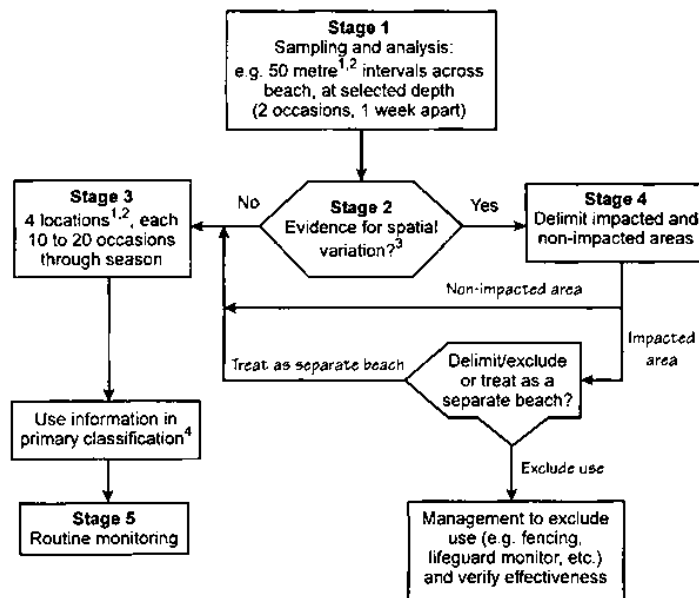 Stage 1
Sampling and analysis:
e.g. 50 metre1,2 intervals across
beach, at selected depth
(2 occasions, 1 week apart)
Stage 3
4 locations1,2, each
10 to 20 occasions
through season
No
Stage 2
Evidence for spatial
variation?3
Yes
Stage 4
Delimit impacted and
non-impacted areas
Non-impacted area
Impacted
area
Treat as separate beach
Delimit/exclude
or treat as a
separate beach?
Use information in
primary classification4
Exclude use
Stage 5
Routine monitoring
Management to exclude
use (e.g. fencing,
lifeguard monitor, etc.)
and verify effectiveness